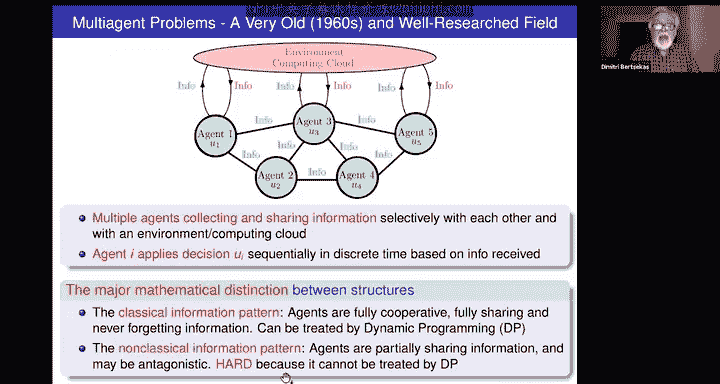 Multiagent Problems - A Very Old (1960s) and Well-Researched Field
Environment
Computing Cloud
Info Info Info Info Info Info
Agent 1
u1
Info
Agent 3
u3
Info
Agent 5
u5
Info Info Info Info
Agent 2
u2
Info
Agent 4
u4
Multiple agents collecting and sharing information selectively with each other and
with an environment/computing cloud
Agent i applies decision ui sequentially in discrete time based on info received
The major mathematical distinction between structures
The classical information pattern: Agents are fully cooperative, fully sharing and
never forgetting information. Can be treated by Dynamic Programming (DP)
The nonclassical information pattern: Agents are partially sharing information, and
may be antagonistic. HARD because it cannot be treated by DP
Dimitri Bertsekas